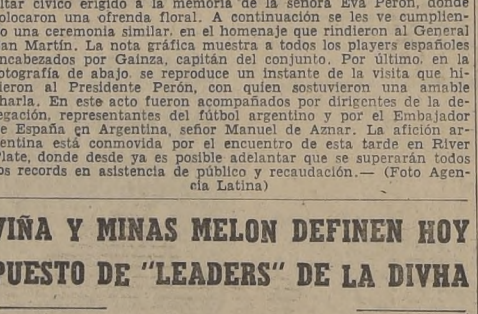 ltar cívico erigido a la memoria de la señora Eva Perón, donde
olocaron una ofrenda floral. A continuación se les ve cumplien-
o una ceremonia similar, en el homenaje que rindieron al General
an Martín. La nota gráfica muestra a todos los players españoles
ncabezados por Gainza, capitán del conjunto. Por último, en la
otografía de abajo, se reproduce un instante de la visita que hi-
ieron al Presidente Perón, con quien sostuvieron una amable
harla. En este acto fueron acompañados por dirigentes de la de-
egación, representantes del fútbol argentino y por el Embajador
e España en Argentina, señor Manuel de Aznar. La afición ar-
entina está conmovida por el encuentro de esta tarde en River
Plate, donde desde ya es posible adelantar que se superarán todos
os records en asistencia de público y recaudación.— (Foto Agen-
cia Latina)
VIÑA Y MINAS MELON DEFINEN HOY
PUESTO DE "LEADERS" DE LA DIVHA